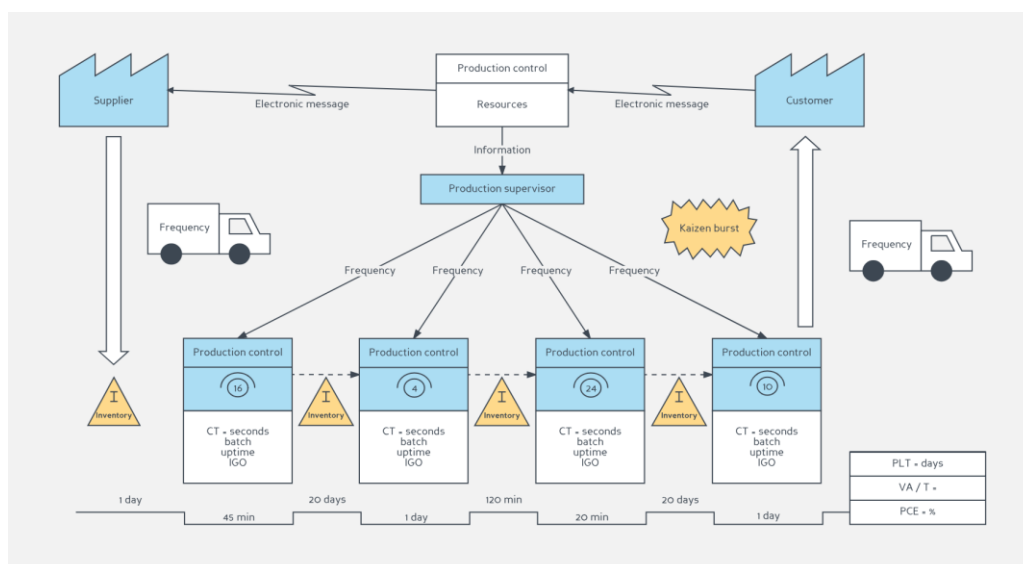 Production control
Supplier
Resources
Customer
Electronic message
Electronic message
Information
Production supervisor
Frequency
Kaizen burst
Frequency
Frequency
Frequency
Frequency
Frequency
Production control
Production control
Production control
Production control
16
4
24
10
I
Inventory
I
Inventory
I
Inventory
I
Inventory
CT = seconds
batch
uptime
IGO
CT = seconds
batch
uptime
IGO
CT = seconds
batch
uptime
IGO
CT = seconds
batch
uptime
IGO
PLT = days
VA / T =
PCE = %
1 day
45 min
20 days
1 day
120 min
20 min
20 days
1 day